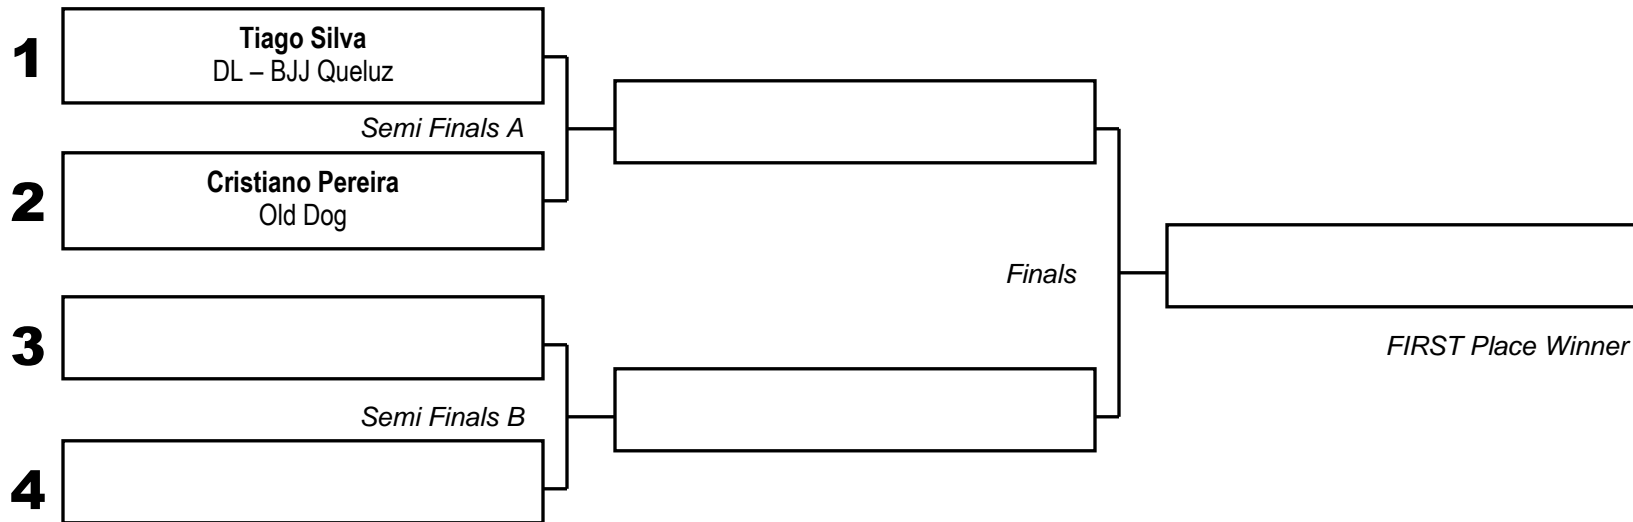 1
Tiago Silva
DL – BJJ Queluz
Semi Finals A
2
Cristiano Pereira
Old Dog
Finals
3
FIRST Place Winner
Semi Finals B
4